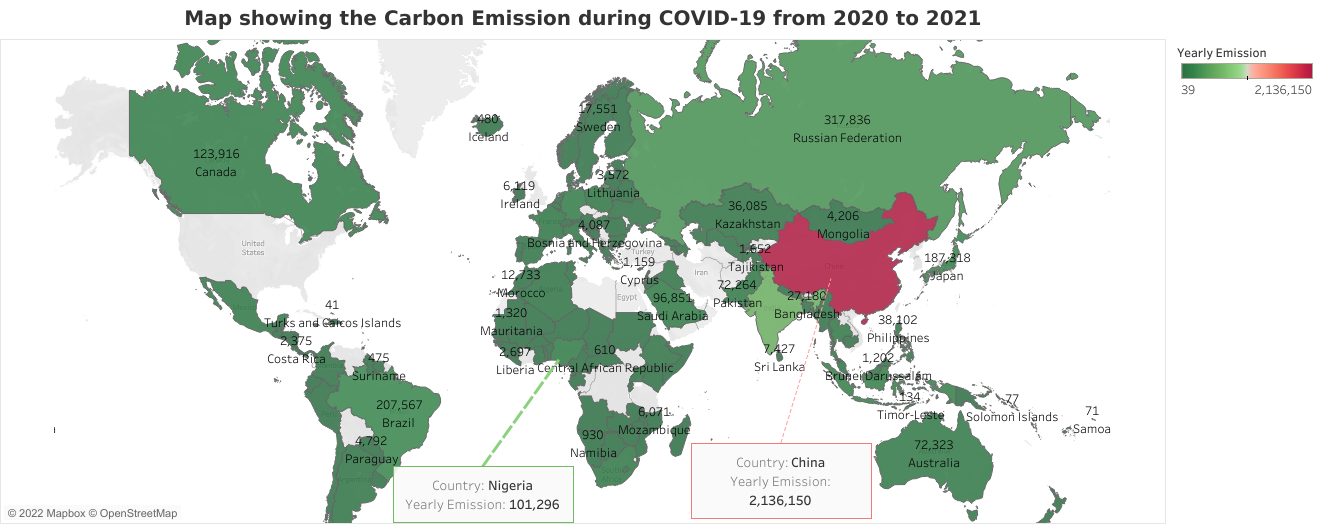 Map showing the Carbon Emission during COVID-19 from 2020 to 2021
Yearly Emission
39
2,136,150
480
Iceland
17,551
Sweden
317,836
Russian Federation
123,916
Canada
6,119
Ireland
3,572
Lithuania
36,085
Kazakhstan
4,206
Mongolia
United
States
4,087
Bosnia and Herzegovina
Turkey
1,652
Tajikistan
China
187,318
Japan
Iran
1,159
Cyprus
12,733
Morocco
Egypt
72,264
Pakistan
27,180
Bangladesh
96,851
Saudi Arabia
41
Turks and Caicos Islands
1,320
Mauritania
38,102
Philippines
2,375
Costa Rica
475
Suriname
2,697
Liberia
610
Central African Republic
7,427
Sri Lanka
1,202
Brunei Darussalam
207,567
Brazil
6,071
Mozambique
134
Timor-Leste
77
Solomon Islands
71
Samoa
4,792
Paraguay
930
Namibia
72,323
Australia
Country: Nigeria
Yearly Emission: 101,296
Country: China
Yearly Emission:
2,136,150
© 2022 Mapbox © OpenStreetMap